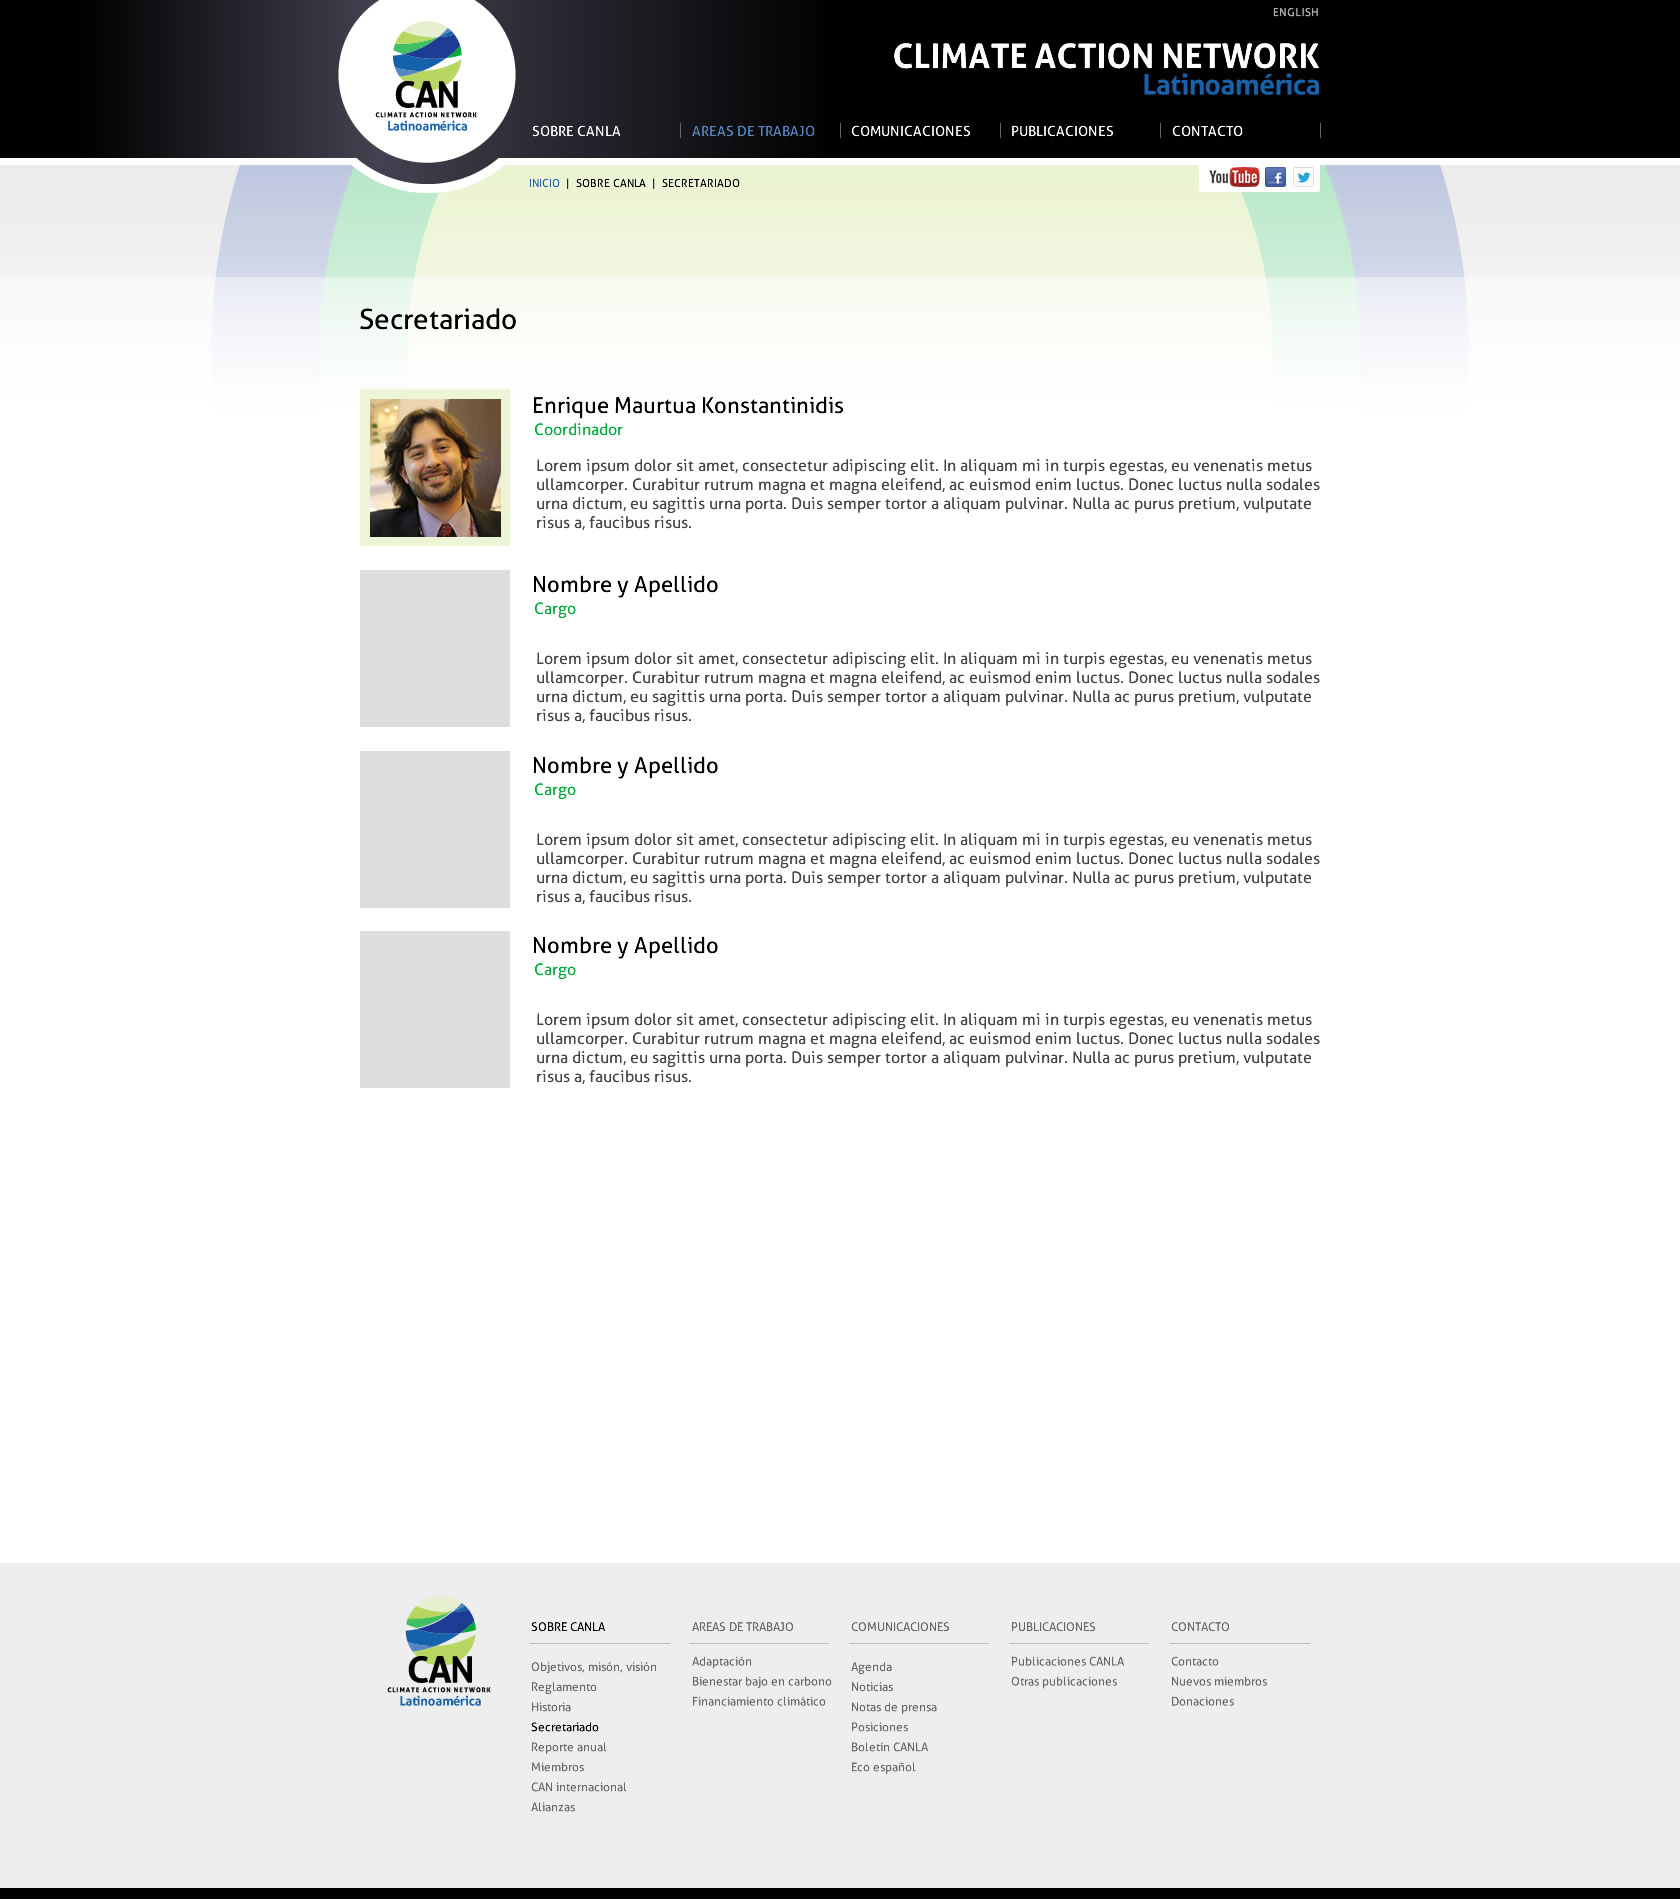 ENGLISH
CLIMATE ACTION NETWORK
Latinoamérica
CAN
CLIMATE ACTION NETWORK
Latinoamérica
SOBRE CANLA
AREAS DE TRABAJO
COMUNICACIONES
PUBLICACIONES
CONTACTO
INICIO | SOBRE CANLA | SECRETARIADO
YouTube
f
Secretariado
Enrique Maurtua Konstantinidis
Coordinador
Lorem ipsum dolor sit amet, consectetur adipiscing elit. In aliquam mi in turpis egestas, eu venenatis metus
ullamcorper. Curabitur rutrum magna et magna eleifend, ac euismod enim luctus. Donec luctus nulla sodales
urna dictum, eu sagittis urna porta. Duis semper tortor a aliquam pulvinar. Nulla ac purus pretium, vulputate
risus a, faucibus risus.
Nombre y Apellido
Cargo
Lorem ipsum dolor sit amet, consectetur adipiscing elit. In aliquam mi in turpis egestas, eu venenatis metus
ullamcorper. Curabitur rutrum magna et magna eleifend, ac euismod enim luctus. Donec luctus nulla sodales
urna dictum, eu sagittis urna porta. Duis semper tortor a aliquam pulvinar. Nulla ac purus pretium, vulputate
risus a, faucibus risus.
Nombre y Apellido
Cargo
Lorem ipsum dolor sit amet, consectetur adipiscing elit. In aliquam mi in turpis egestas, eu venenatis metus
ullamcorper. Curabitur rutrum magna et magna eleifend, ac euismod enim luctus. Donec luctus nulla sodales
urna dictum, eu sagittis urna porta. Duis semper tortor a aliquam pulvinar. Nulla ac purus pretium, vulputate
risus a, faucibus risus.
Nombre y Apellido
Cargo
Lorem ipsum dolor sit amet, consectetur adipiscing elit. In aliquam mi in turpis egestas, eu venenatis metus
ullamcorper. Curabitur rutrum magna et magna eleifend, ac euismod enim luctus. Donec luctus nulla sodales
urna dictum, eu sagittis urna porta. Duis semper tortor a aliquam pulvinar. Nulla ac purus pretium, vulputate
risus a, faucibus risus.
CAN
CLIMATE ACTION NETWORK
Latinoamérica
SOBRE CANLA
Objetivos, misón, visión
Reglamento
Historia
Secretariado
Reporte anual
Miembros
CAN internacional
Alianzas
AREAS DE TRABAJO
Adaptación
Bienestar bajo en carbono
Financiamiento climático
COMUNICACIONES
Agenda
Noticias
Notas de prensa
Posiciones
Boletín CANLA
Eco español
PUBLICACIONES
Publicaciones CANLA
Otras publicaciones
CONTACTO
Contacto
Nuevos miembros
Donaciones